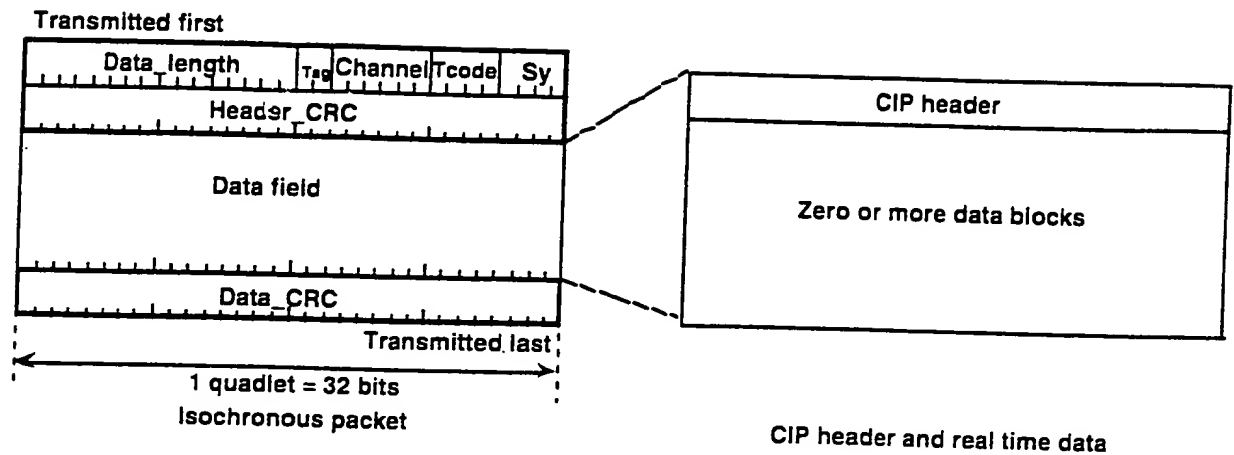 Transmitted first
Data_length Tag Channel Tcode Sy
Header_CRC
Data field
Data_CRC
Transmitted last
1 quadlet = 32 bits
Isochronous packet
CIP header
Zero or more data blocks
CIP header and real time data